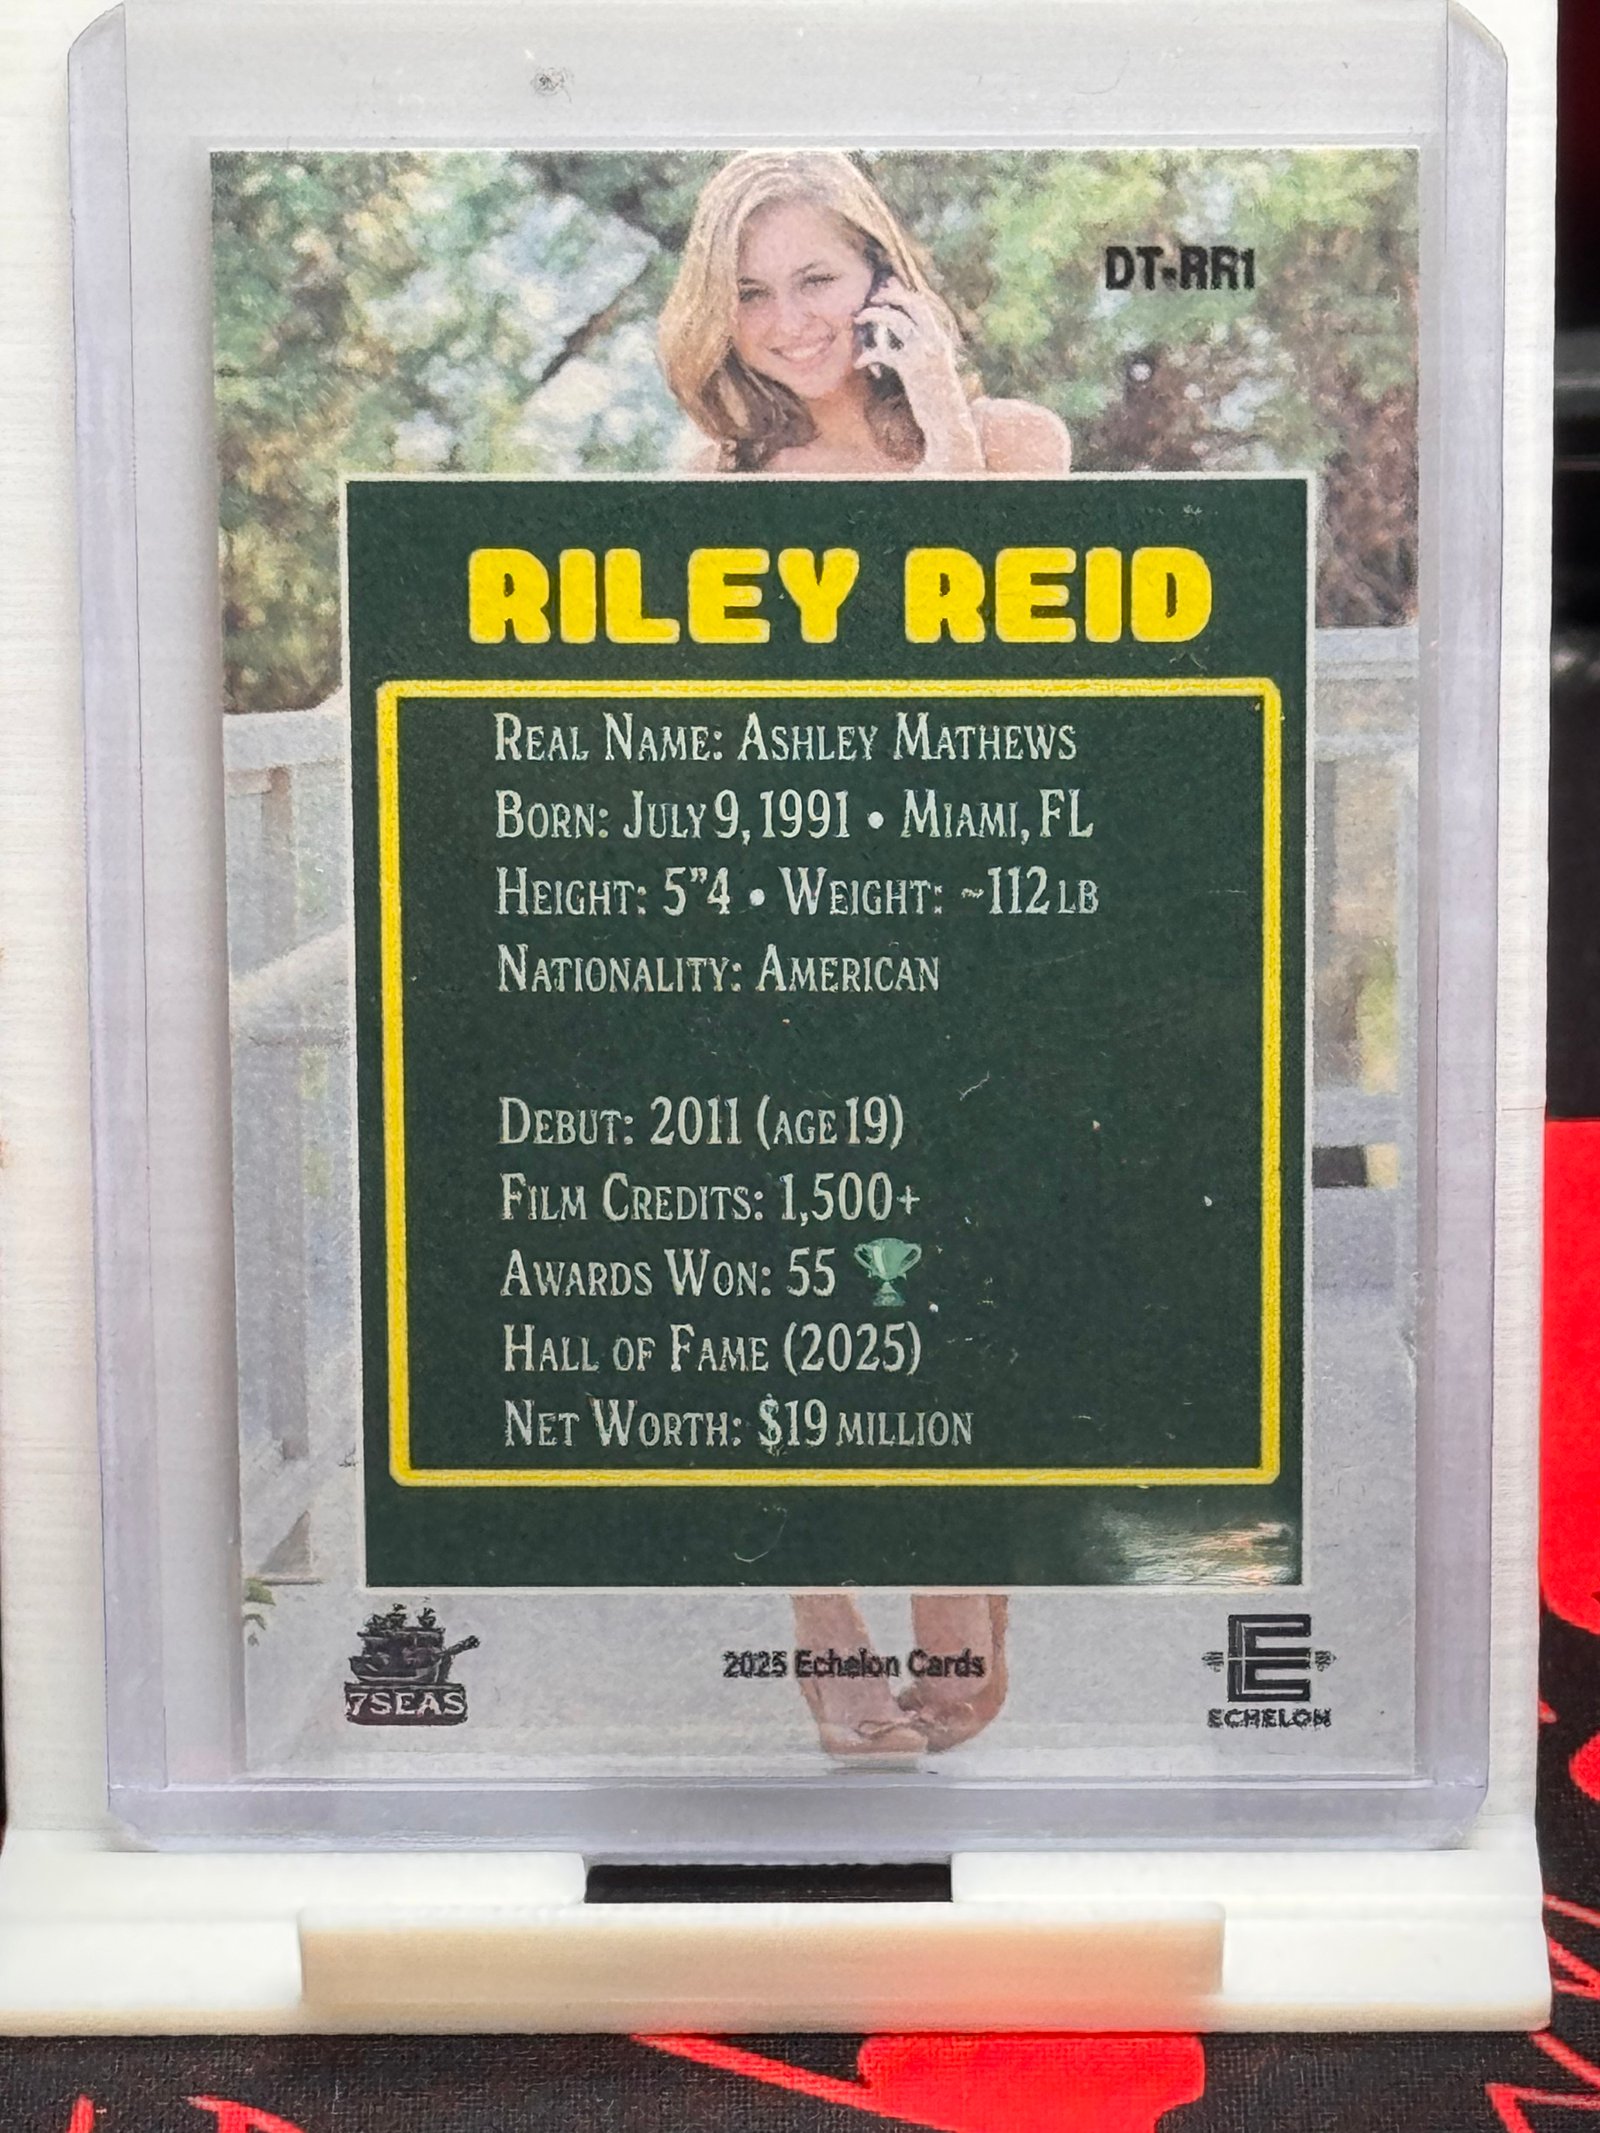 DT-RR1
RILEY REID
REAL NAME: ASHLEY MATHEWS
BORN: JULY 9, 1991 • MIAMI, FL
HEIGHT: 5”4 • WEIGHT: ~112 LB
NATIONALITY: AMERICAN
DEBUT: 2011 (AGE 19)
FILM CREDITS: 1,500+
AWARDS WON: 55 🏆
HALL OF FAME (2025)
NET WORTH: $19 MILLION
7SEAS
2025 Echelon Cards
ECHELON